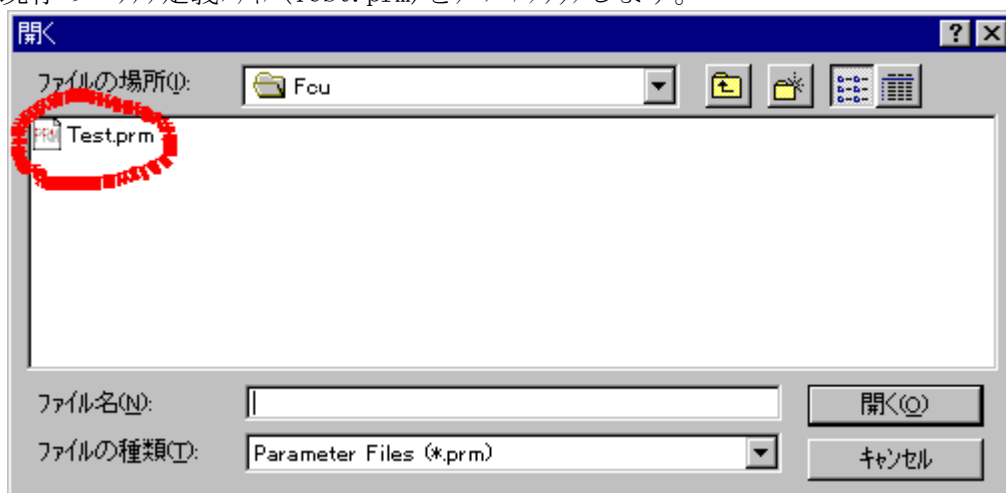 開く
ファイルの場所(I):
Fcu
Test.prm
ファイル名(N):
開く(O)
ファイルの種類(T):
Parameter Files (*.prm)
キャンセル